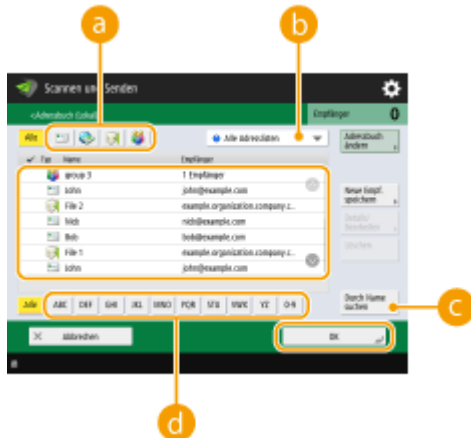 a
b
Scannen und Senden
<Adressbuch (Lokal)
Empfänger 0
Alle
Alle Adresslisten
Adressbuch
ändern
Typ Name Empfänger
group 3 1 Empfänger
John john@example.com
File 2 example.organization.company-c...
Nick nick@example.com
Bob bob@example.com
File 1 example.organization.company-c...
John john@example.com
Neue Empf.
speichern
Details/
Bearbeiten
Löschen
Durch Name
suchen
c
Alle ABC DEF GHI JKL MNO PQR STU VWX YZ 0-9
Abbrechen
OK
d